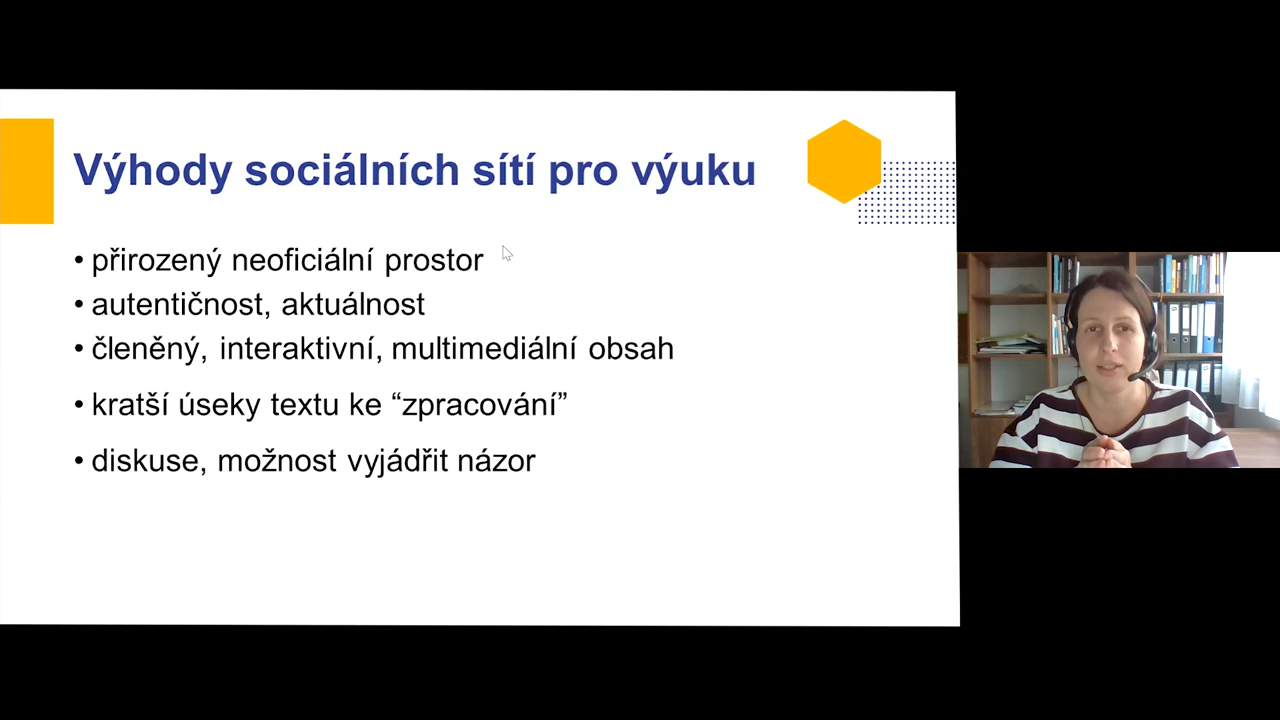 Výhody sociálních sítí pro výuku
• přirozený neoficiální prostor
• autentičnost, aktuálnost
• členěný, interaktivní, multimediální obsah
• kratší úseky textu ke “zpracování”
• diskuse, možnost vyjádřit názor